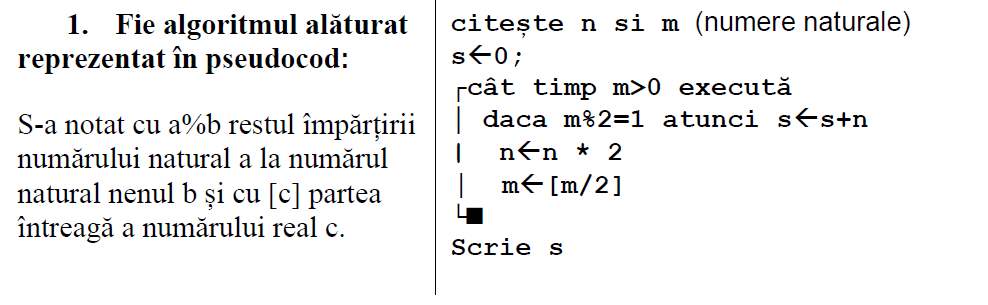 1. Fie algoritmul alăturat
reprezentat în pseudocod:
S-a notat cu a%b restul împărțirii
numărului natural a la numărul
natural nenul b și cu [c] partea
întreagă a numărului real c.
citește n si m (numere naturale)
s←0;
┌cât timp m>0 execută
│ daca m%2=1 atunci s←s+n
│ n←n * 2
│ m←[m/2]
└■
Scrie s